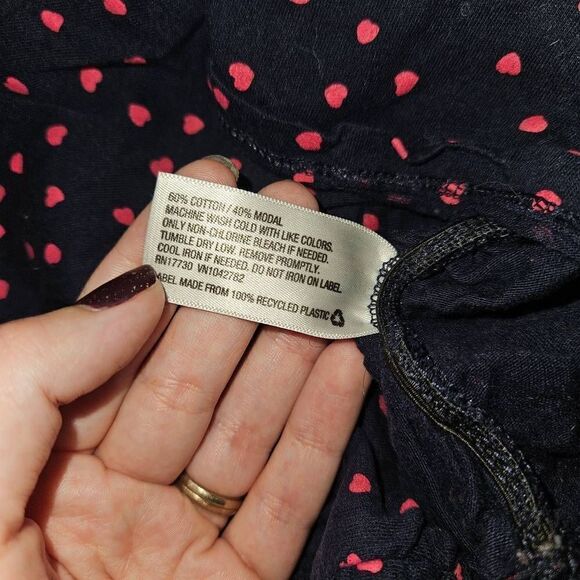 60% COTTON / 40% MODAL
MACHINE WASH COLD WITH LIKE COLORS.
ONLY NON-CHLORINE BLEACH IF NEEDED.
TUMBLE DRY LOW. REMOVE PROMPTLY.
COOL IRON IF NEEDED. DO NOT IRON ON LABEL.
RN17730 VN1042782
LABEL MADE FROM 100% RECYCLED PLASTIC